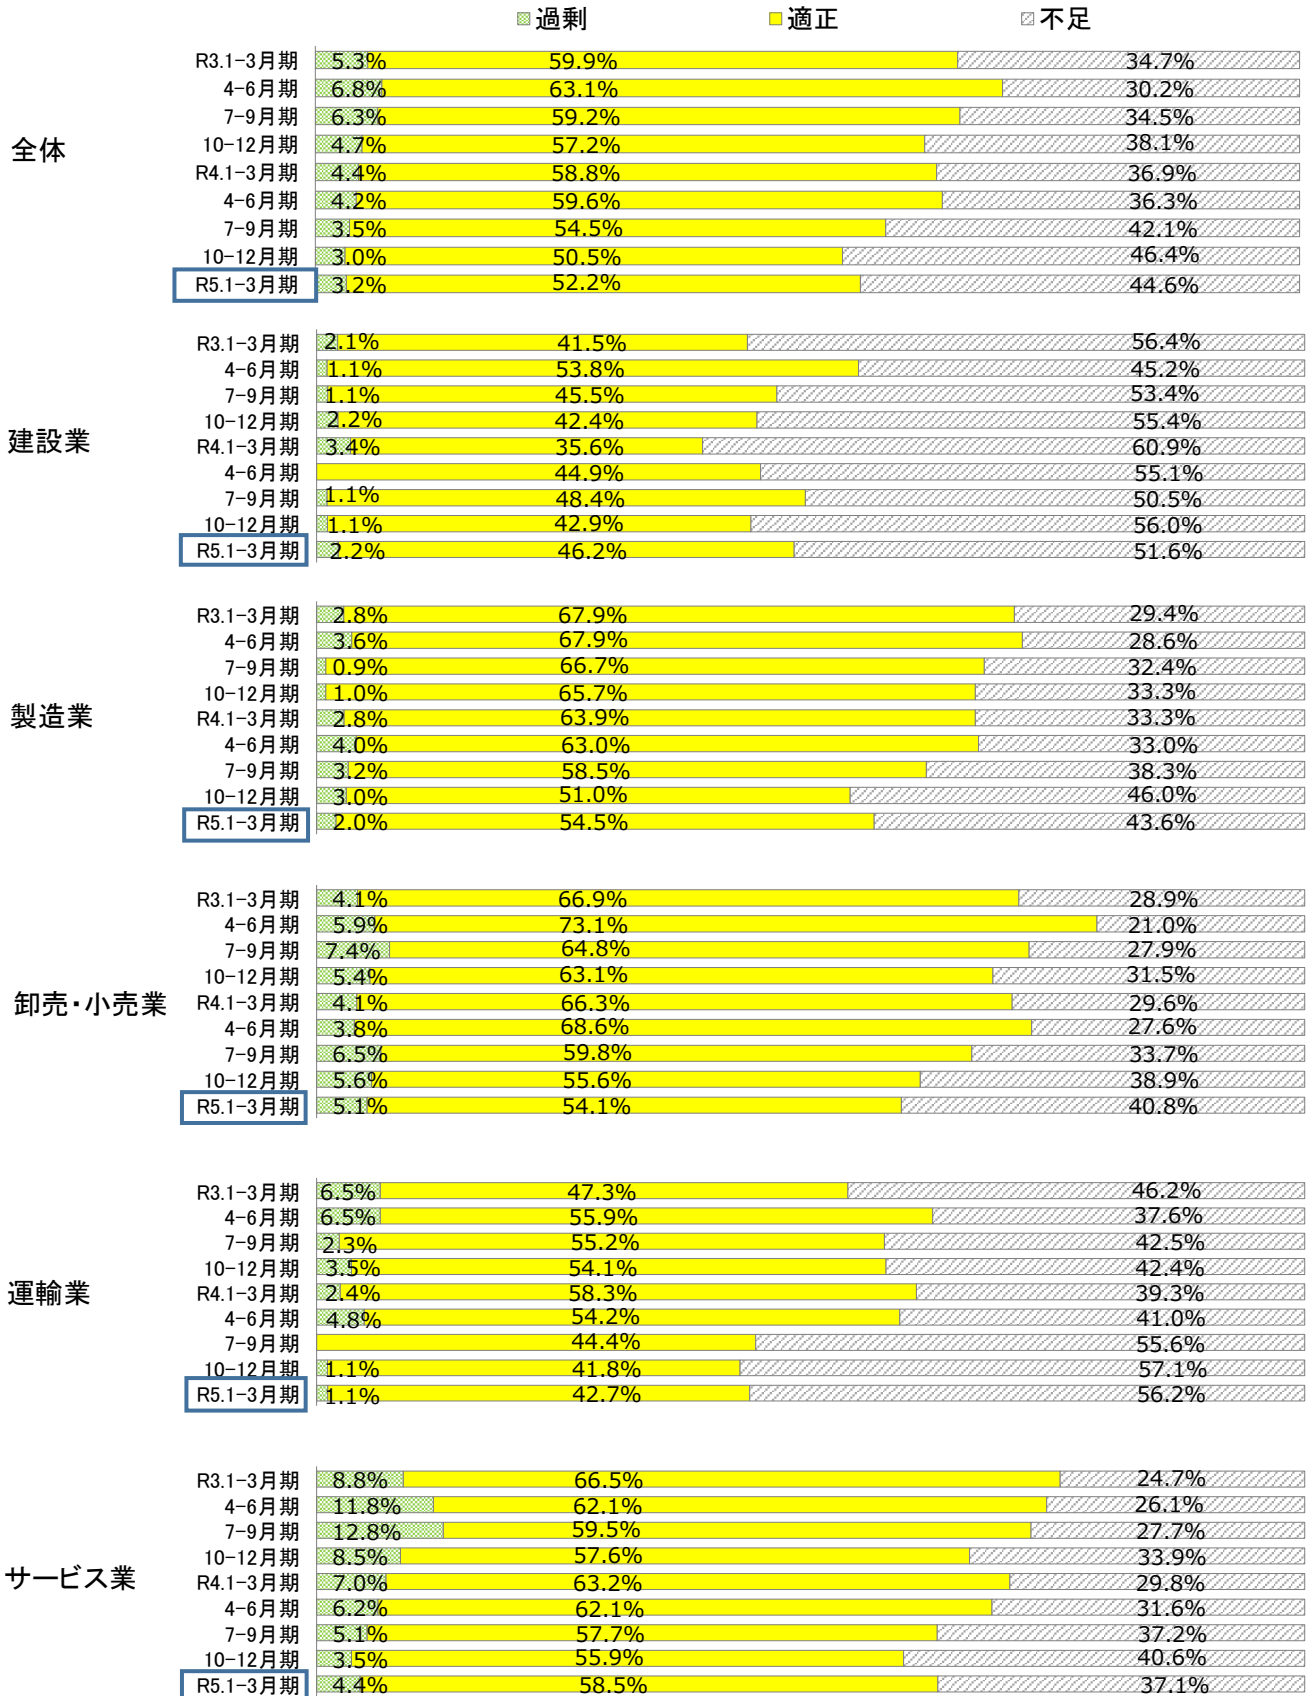 過剰 適正 不足
全体
R3.1-3月期 5.3% 59.9% 34.7%
4-6月期 6.8% 63.1% 30.2%
7-9月期 6.3% 59.2% 34.5%
10-12月期 4.7% 57.2% 38.1%
R4.1-3月期 4.4% 58.8% 36.9%
4-6月期 4.2% 59.6% 36.3%
7-9月期 3.5% 54.5% 42.1%
10-12月期 3.0% 50.5% 46.4%
R5.1-3月期 3.2% 52.2% 44.6%
建設業
R3.1-3月期 2.1% 41.5% 56.4%
4-6月期 1.1% 53.8% 45.2%
7-9月期 1.1% 45.5% 53.4%
10-12月期 2.2% 42.4% 55.4%
R4.1-3月期 3.4% 35.6% 60.9%
4-6月期 44.9% 55.1%
7-9月期 1.1% 48.4% 50.5%
10-12月期 1.1% 42.9% 56.0%
R5.1-3月期 2.2% 46.2% 51.6%
製造業
R3.1-3月期 2.8% 67.9% 29.4%
4-6月期 3.6% 67.9% 28.6%
7-9月期 0.9% 66.7% 32.4%
10-12月期 1.0% 65.7% 33.3%
R4.1-3月期 2.8% 63.9% 33.3%
4-6月期 4.0% 63.0% 33.0%
7-9月期 3.2% 58.5% 38.3%
10-12月期 3.0% 51.0% 46.0%
R5.1-3月期 2.0% 54.5% 43.6%
卸売・小売業
R3.1-3月期 4.1% 66.9% 28.9%
4-6月期 5.9% 73.1% 21.0%
7-9月期 7.4% 64.8% 27.9%
10-12月期 5.4% 63.1% 31.5%
R4.1-3月期 4.1% 66.3% 29.6%
4-6月期 3.8% 68.6% 27.6%
7-9月期 6.5% 59.8% 33.7%
10-12月期 5.6% 55.6% 38.9%
R5.1-3月期 5.1% 54.1% 40.8%
運輸業
R3.1-3月期 6.5% 47.3% 46.2%
4-6月期 6.5% 55.9% 37.6%
7-9月期 2.3% 55.2% 42.5%
10-12月期 3.5% 54.1% 42.4%
R4.1-3月期 2.4% 58.3% 39.3%
4-6月期 4.8% 54.2% 41.0%
7-9月期 44.4% 55.6%
10-12月期 1.1% 41.8% 57.1%
R5.1-3月期 1.1% 42.7% 56.2%
サービス業
R3.1-3月期 8.8% 66.5% 24.7%
4-6月期 11.8% 62.1% 26.1%
7-9月期 12.8% 59.5% 27.7%
10-12月期 8.5% 57.6% 33.9%
R4.1-3月期 7.0% 63.2% 29.8%
4-6月期 6.2% 62.1% 31.6%
7-9月期 5.1% 57.7% 37.2%
10-12月期 3.5% 55.9% 40.6%
R5.1-3月期 4.4% 58.5% 37.1%